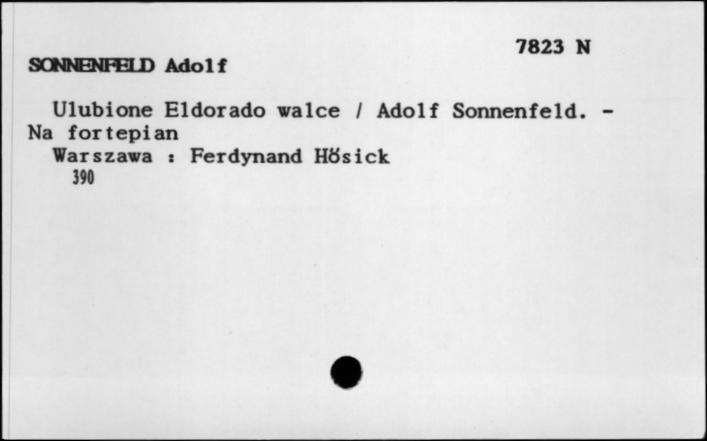 7823 N
SONNENFELD Adolf
Ulubione Eldorado walce / Adolf Sonnenfeld. -
Na fortepian
Warszawa : Ferdynand Hösick
390